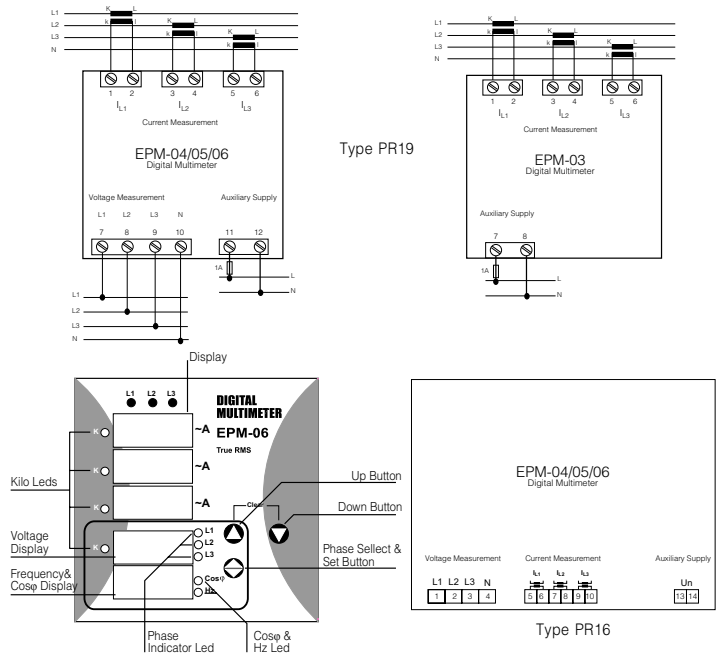 L1
L2
L3
N
K L
k l
K L
k l
K L
k l
1 2 3 4 5 6
IL1 IL2 IL3
Current Measurement
EPM-04/05/06
Digital Multimeter
Voltage Measurement Auxiliary Supply
L1 L2 L3 N
7 8 9 10 11 12
1A
L
N
L1
L2
L3
N
Type PR19
L1
L2
L3
N
K L
k l
K L
k l
K L
k l
1 2 3 4 5 6
IL1 IL2 IL3
Current Measurement
EPM-03
Digital Multimeter
Auxiliary Supply
7 8
1A
L
N
Display
L1 L2 L3
DIGITAL
MULTIMETER
EPM-06
True RMS
K ~A
K ~A
K ~A
K
Clear
L1
L2
L3
Cosφ
Hz
Kilo Leds
Voltage
Display
Frequency&
Cosφ Display
Phase
Indicator Led
Cosφ &
Hz Led
Up Button
Down Button
Phase Sellect &
Set Button
EPM-04/05/06
Digital Multimeter
Voltage Measurement Current Measurement Auxiliary Supply
L1 L2 L3 N IL1 IL2 IL3 Un
1 2 3 4 5 6 7 8 9 10 13 14
Type PR16